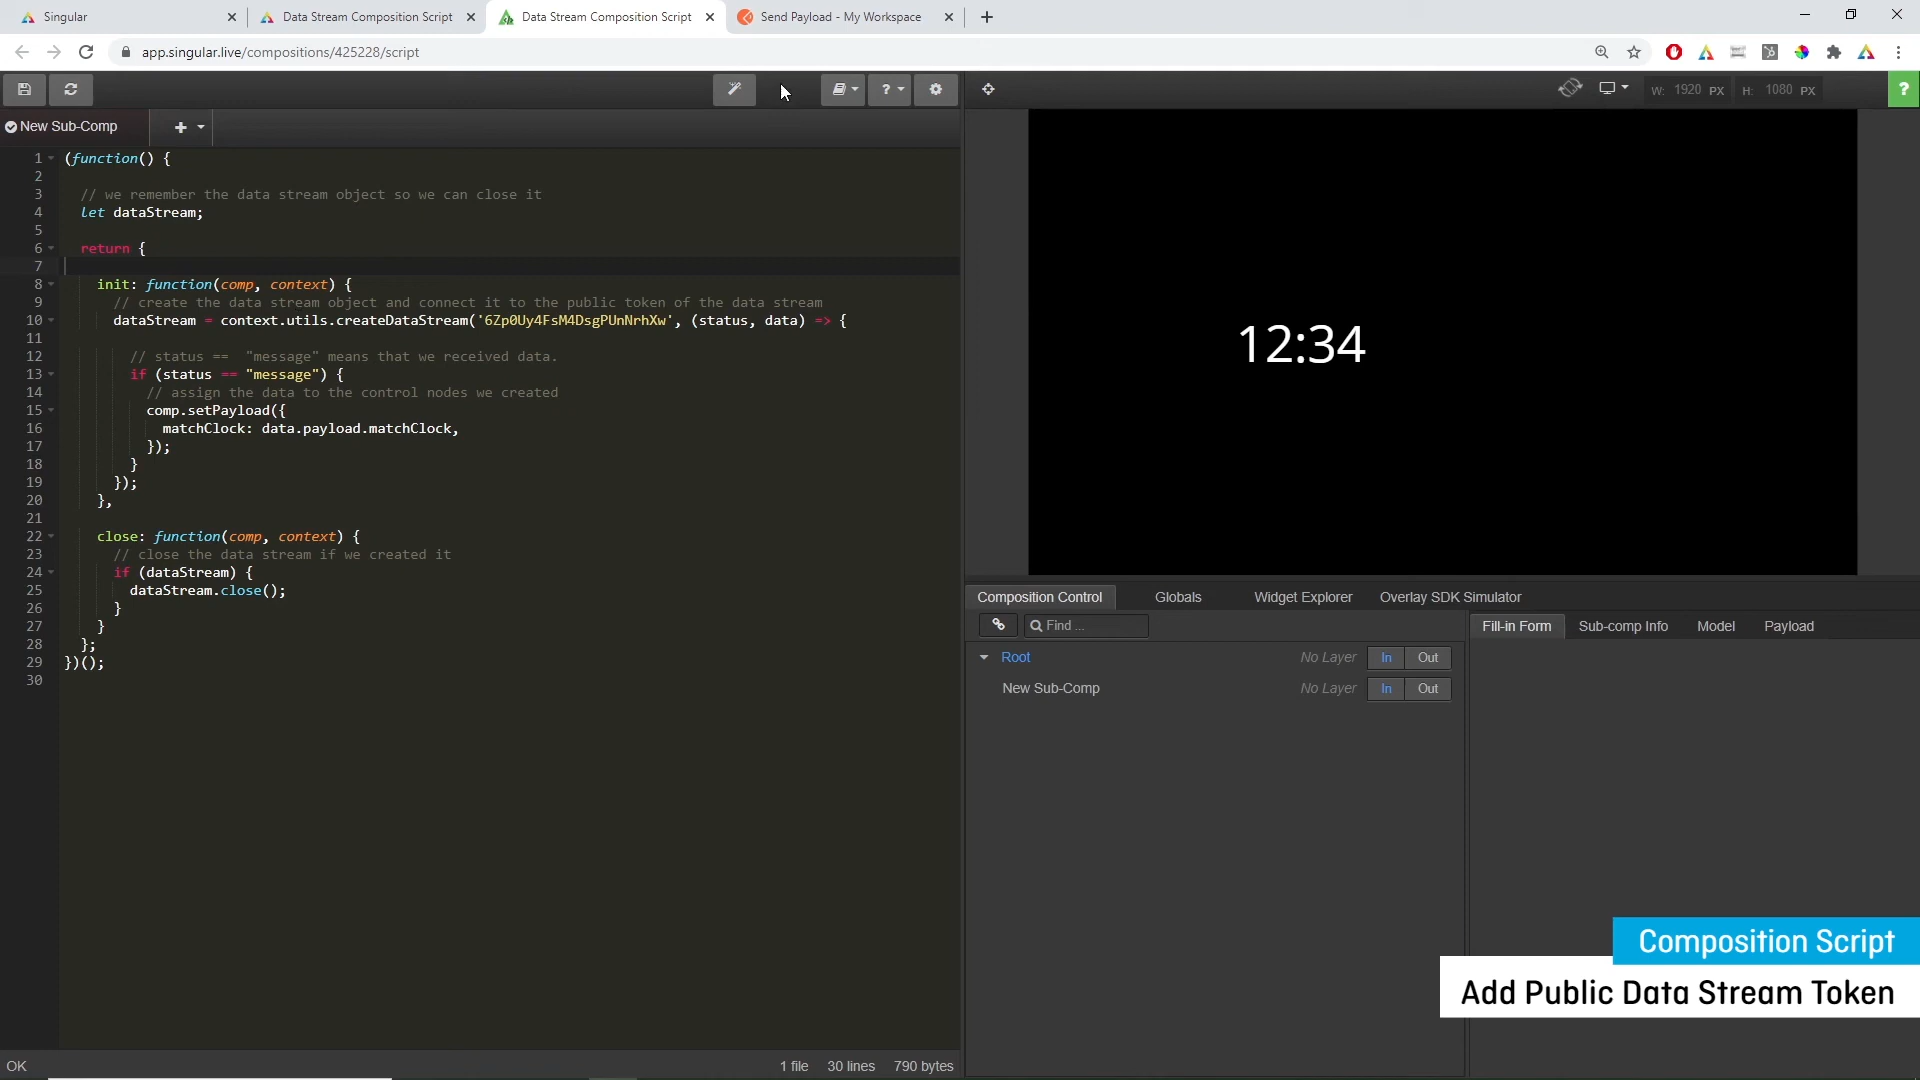 Singular
Data Stream Composition Script
Data Stream Composition Script
Send Payload - My Workspace
app.singular.live/compositions/425228/script
W: 1920 PX H: 1080 PX
?
?
New Sub-Comp
1 (function() {
2
3 // we remember the data stream object so we can close it
4 let dataStream;
5
6 return {
7
8 init: function(comp, context) {
9 // create the data stream object and connect it to the public token of the data stream
10 dataStream = context.utils.createDataStream('6Zp0Uy4FsM4DsgPUnNrhXw', (status, data) => {
11
12 // status == "message" means that we received data.
13 if (status == "message") {
14 // assign the data to the control nodes we created
15 comp.setPayload({
16 matchClock: data.payload.matchClock,
17 });
18 }
19 });
20 },
21
22 close: function(comp, context) {
23 // close the data stream if we created it
24 if (dataStream) {
25 dataStream.close();
26 }
27 }
28 };
29 })();
30
OK
1 file 30 lines 790 bytes
12:34
Composition Control Globals Widget Explorer Overlay SDK Simulator
Find ...
Root No Layer In Out
New Sub-Comp No Layer In Out
Fill-in Form Sub-comp Info Model Payload
Composition Script
Add Public Data Stream Token